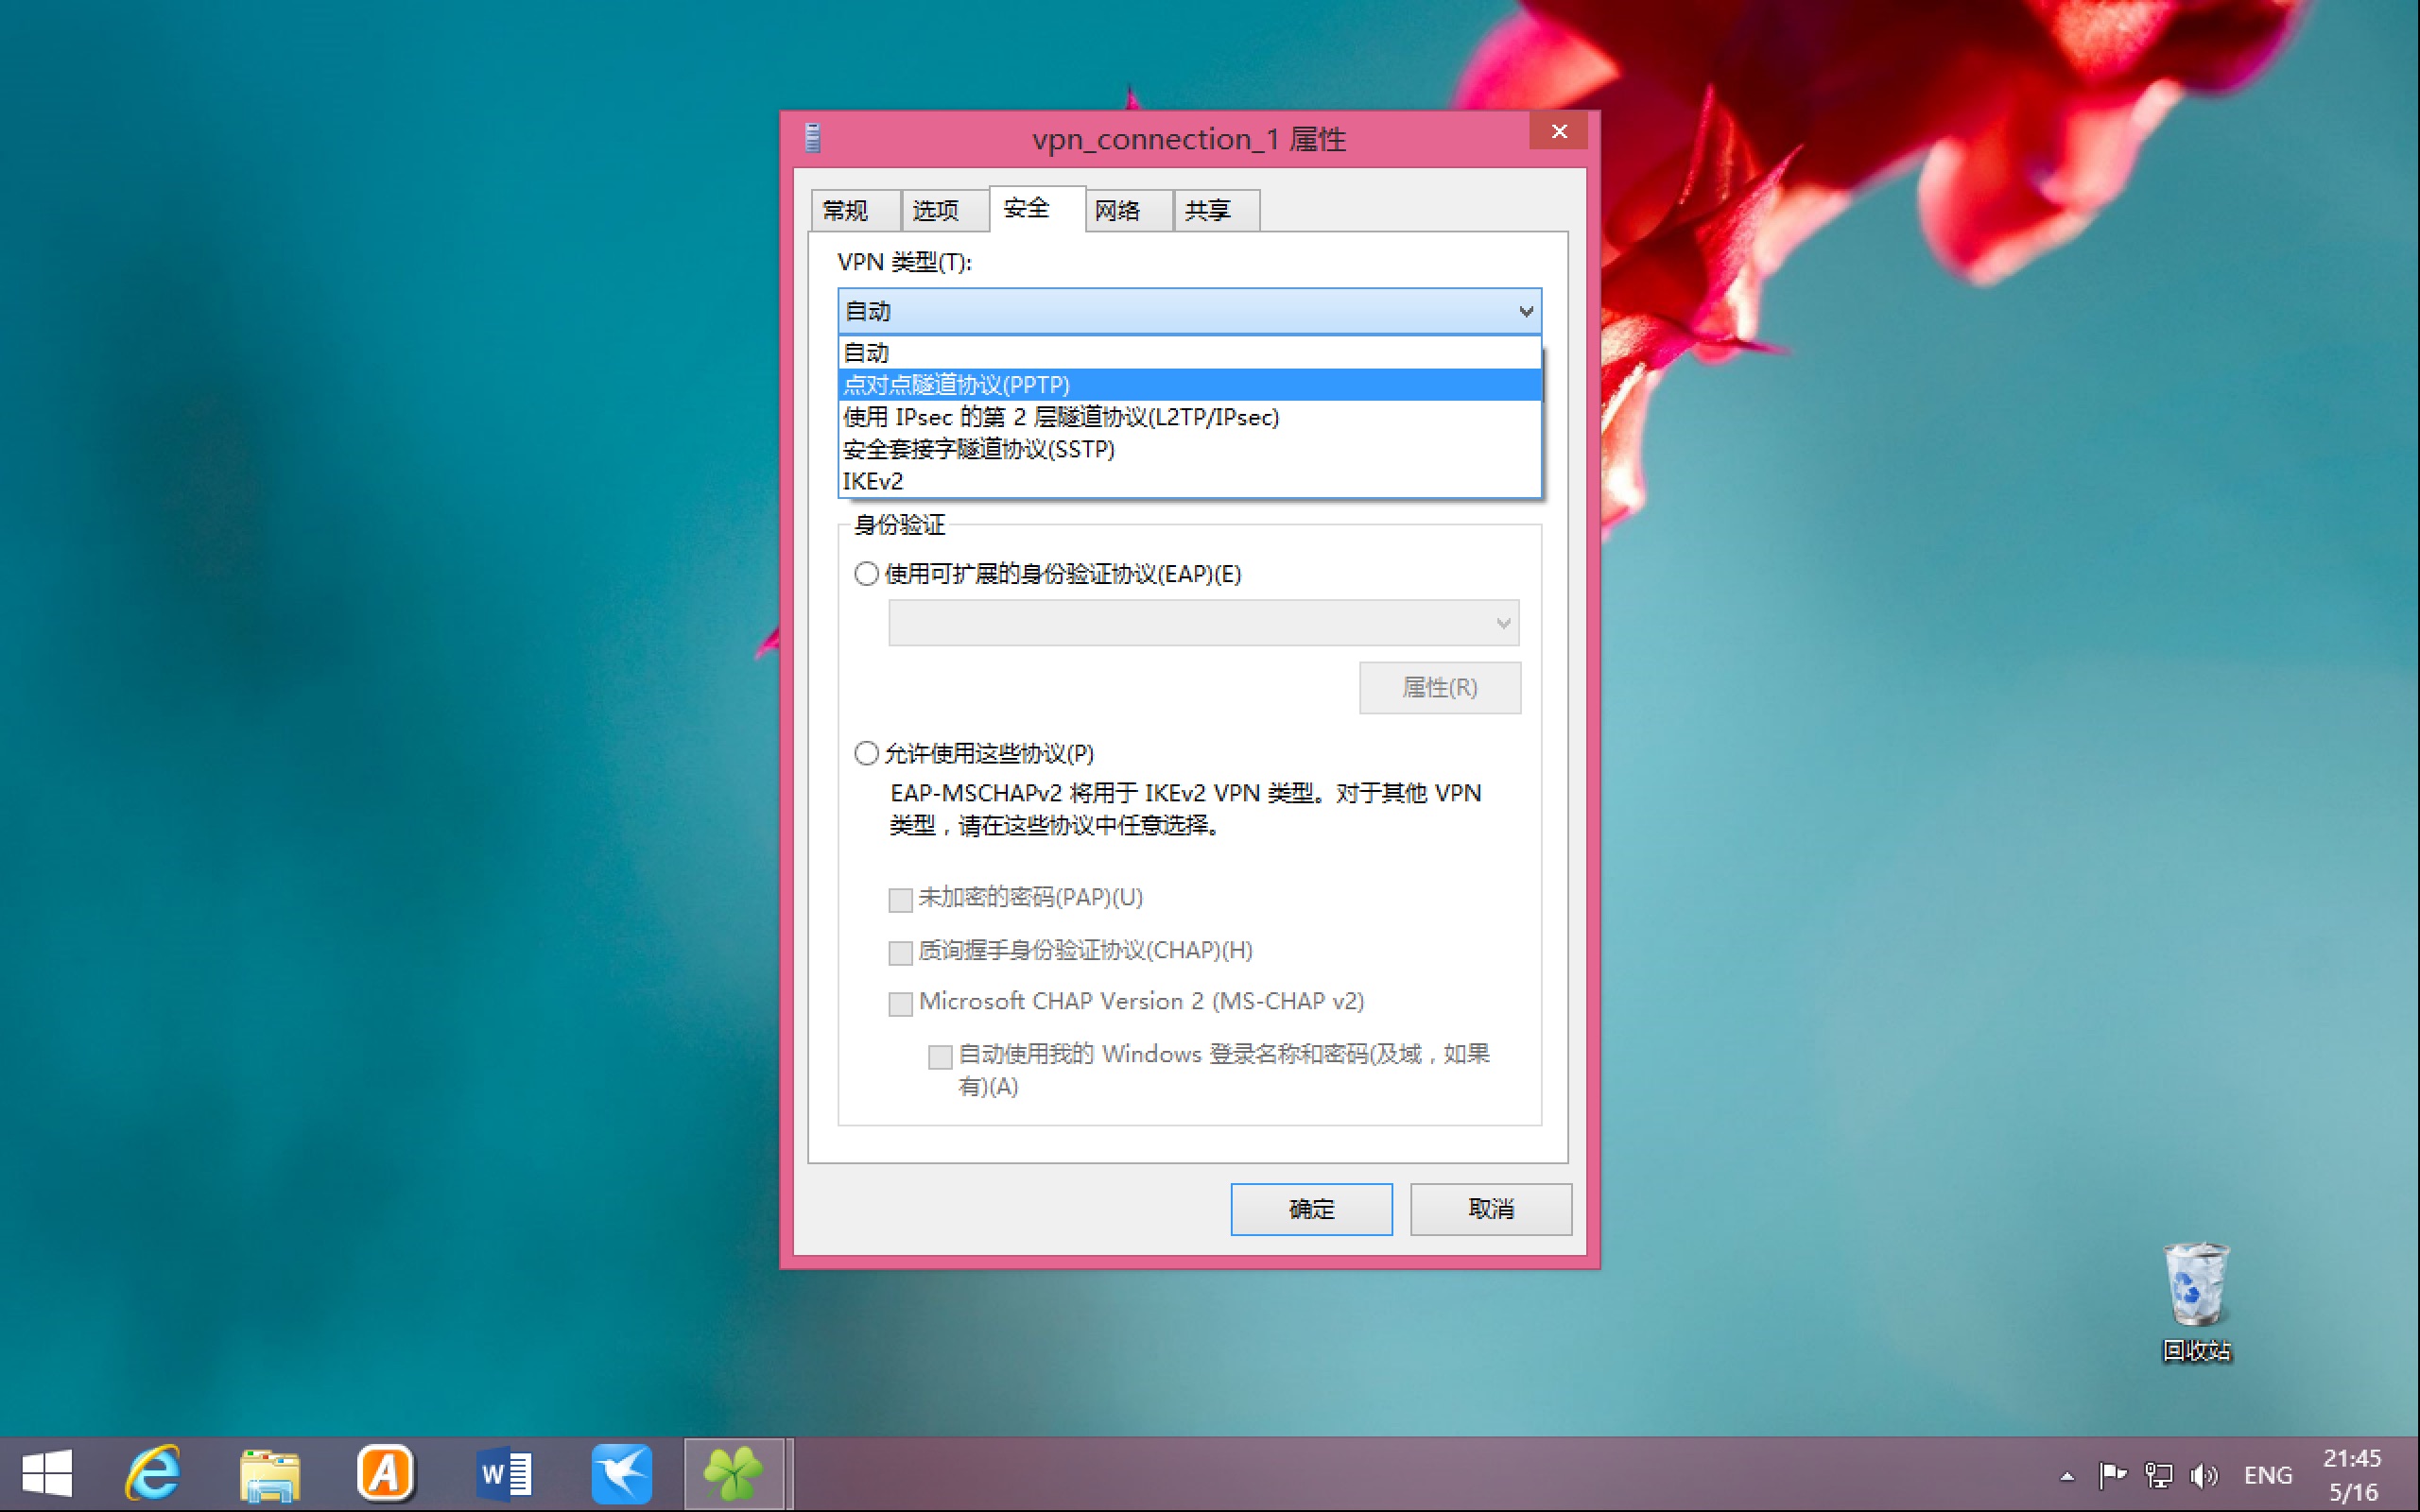 vpn_connection_1 属性
常规 选项 安全 网络 共享
VPN 类型(T):
自动
自动
点对点隧道协议(PPTP)
使用 IPsec 的第 2 层隧道协议(L2TP/IPsec)
安全套接字隧道协议(SSTP)
IKEv2
身份验证
使用可扩展的身份验证协议(EAP)(E)
属性(R)
允许使用这些协议(P)
EAP-MSCHAPv2 将用于 IKEv2 VPN 类型。对于其他 VPN
类型，请在这些协议中任意选择。
未加密的密码(PAP)(U)
质询握手身份验证协议(CHAP)(H)
Microsoft CHAP Version 2 (MS-CHAP v2)
自动使用我的 Windows 登录名称和密码(及域，如果
有)(A)
确定 取消
回收站
ENG
21:45
5/16